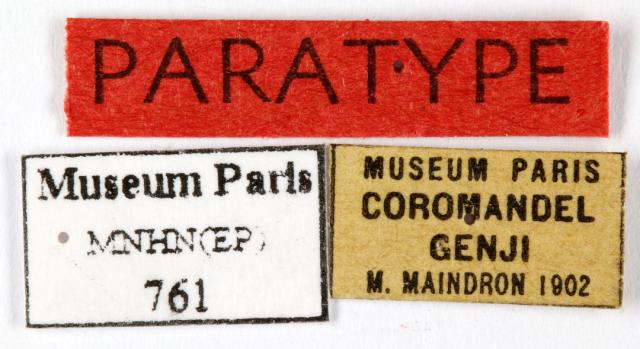 PARATYPE
Museum Paris
MNHN(EP)
761
MUSEUM PARIS
COROMANDEL
GENJI
M. MAINDRON 1902